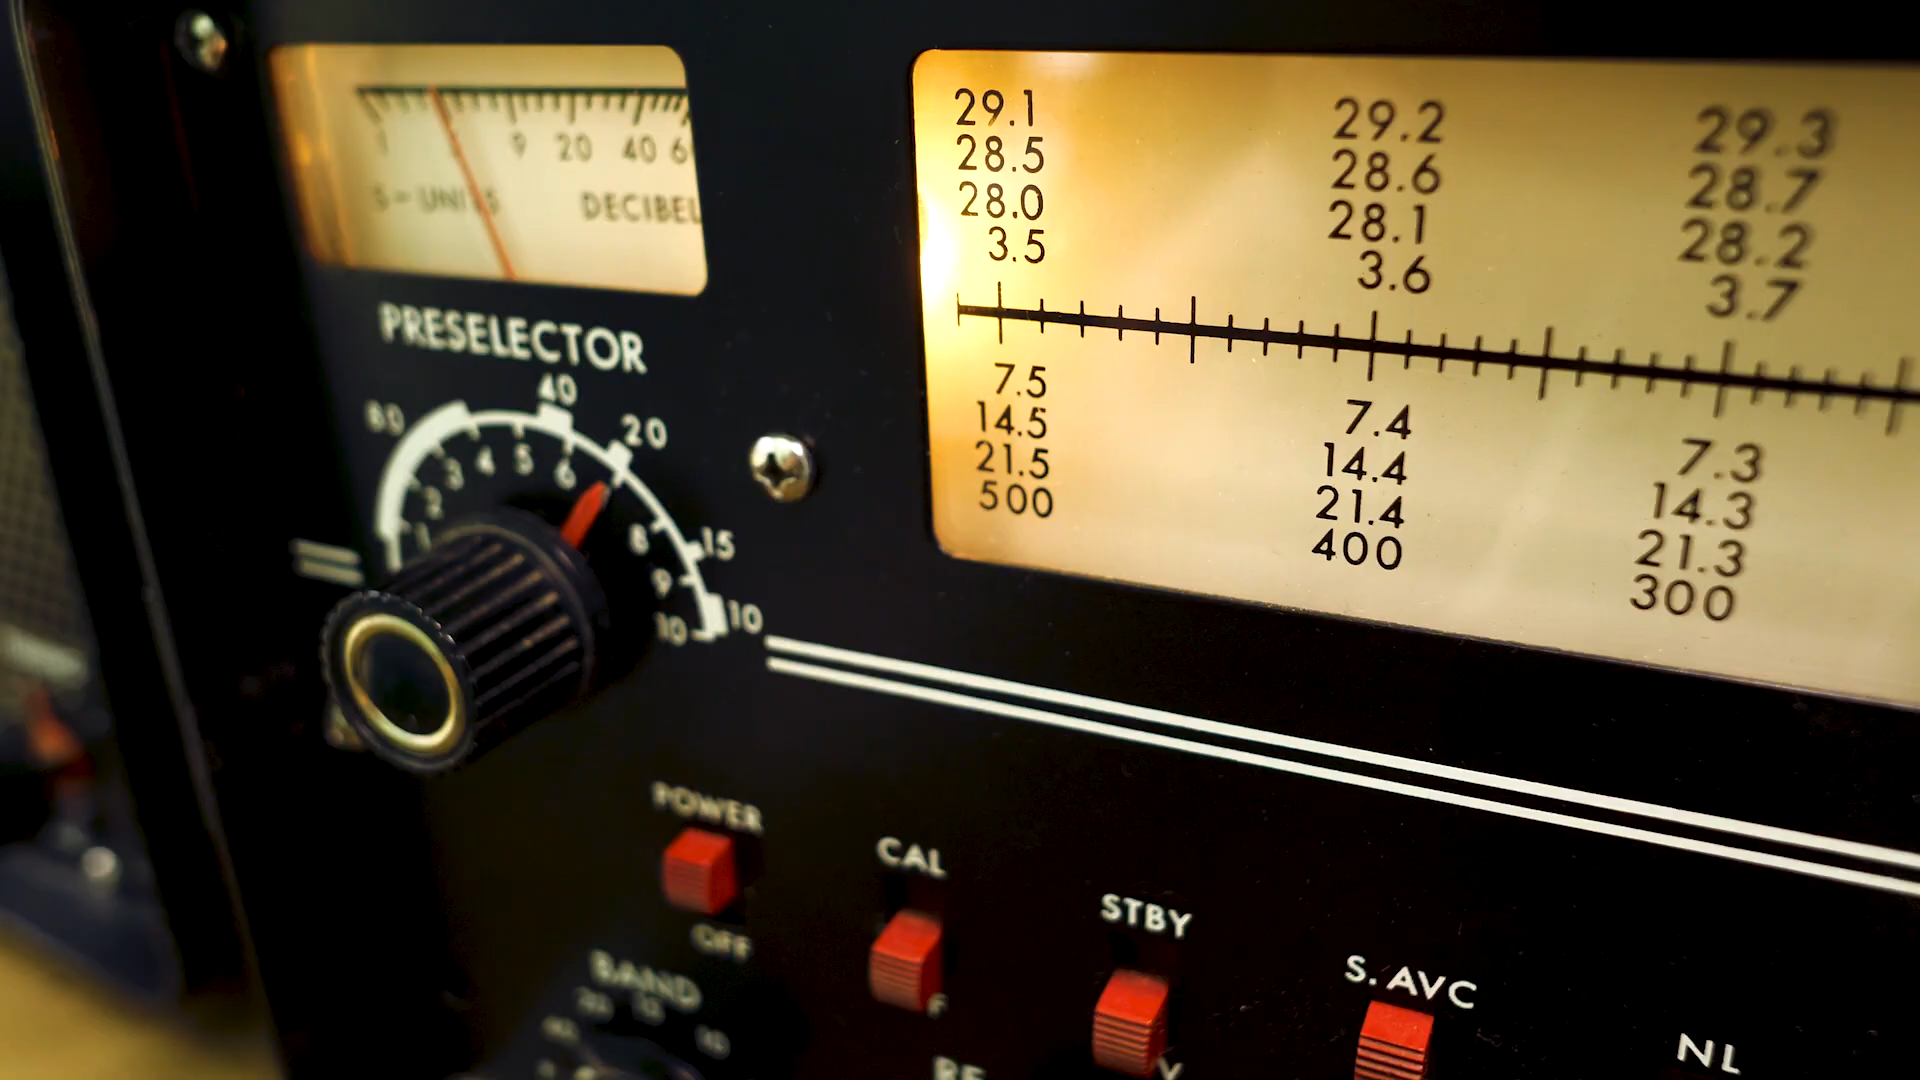 1 9 20 40 6
S-UNITS DECIBEL
PRESELECTOR
80 40 20 15 10
1 2 3 4 5 6 8 9 10
29.1 29.2 29.3
28.5 28.6 28.7
28.0 28.1 28.2
3.5 3.6 3.7
7.5 7.4 7.3
14.5 14.4 14.3
21.5 21.4 21.3
500 400 300
POWER
OFF
CAL
STBY
S. AVC
NL
BAND